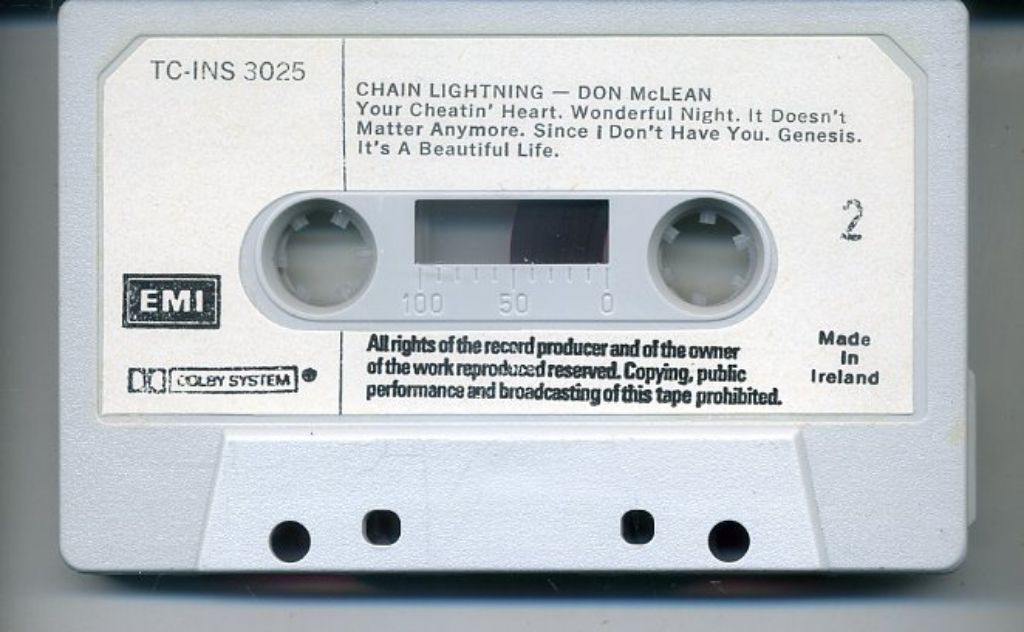 TC-INS 3025
CHAIN LIGHTNING — DON McLEAN
Your Cheatin' Heart. Wonderful Night. It Doesn't
Matter Anymore. Since i Don't Have You. Genesis.
It's A Beautiful Life.
2
100 50 0
EMI
DOLBY SYSTEM
All rights of the record producer and of the owner
of the work reproduced reserved. Copying, public
performance and broadcasting of this tape prohibited.
Made
In
Ireland